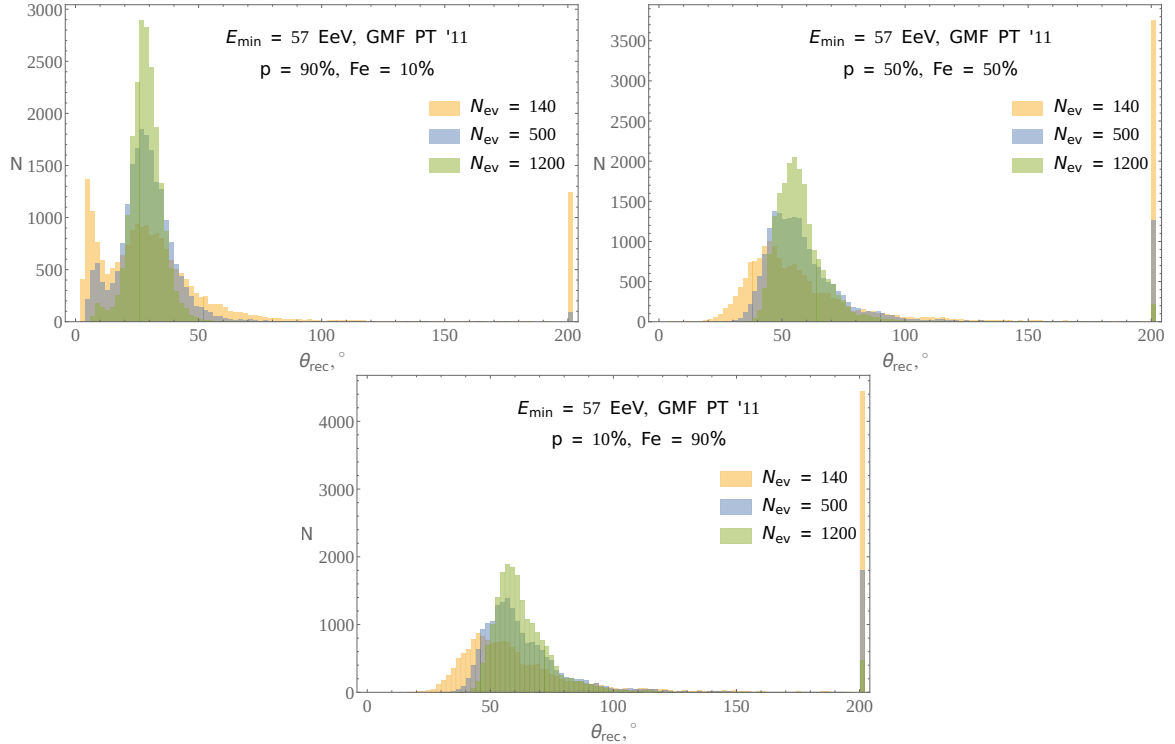 E_min = 57 EeV, GMF PT '11
p = 90%, Fe = 10%
N_ev = 140
N_ev = 500
N_ev = 1200
N
3000
2500
2000
1500
1000
500
0
0 50 100 150 200
θ_rec, °
E_min = 57 EeV, GMF PT '11
p = 50%, Fe = 50%
N_ev = 140
N_ev = 500
N_ev = 1200
N
3500
3000
2500
2000
1500
1000
500
0
0 50 100 150 200
θ_rec, °
E_min = 57 EeV, GMF PT '11
p = 10%, Fe = 90%
N_ev = 140
N_ev = 500
N_ev = 1200
N
4000
3000
2000
1000
0
0 50 100 150 200
θ_rec, °